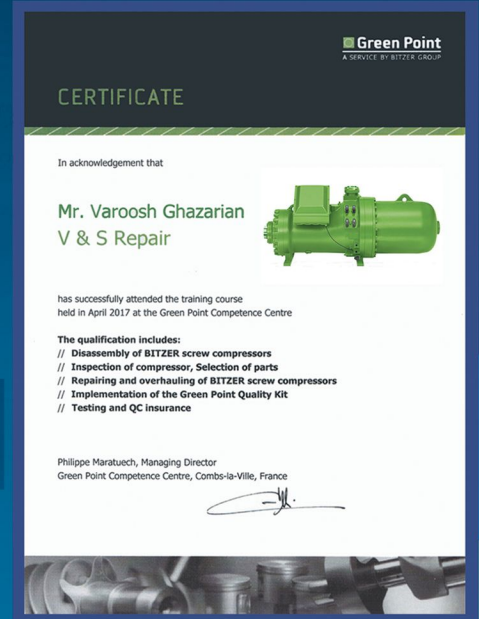 Green Point
A SERVICE BY BITZER GROUP
CERTIFICATE
In acknowledgement that
Mr. Varoosh Ghazarian
V & S Repair
has successfully attended the training course
held in April 2017 at the Green Point Competence Centre
The qualification includes:
// Disassembly of BITZER screw compressors
// Inspection of compressor, Selection of parts
// Repairing and overhauling of BITZER screw compressors
// Implementation of the Green Point Quality Kit
// Testing and QC insurance
Philippe Maratuech, Managing Director
Green Point Competence Centre, Combs-la-Ville, France